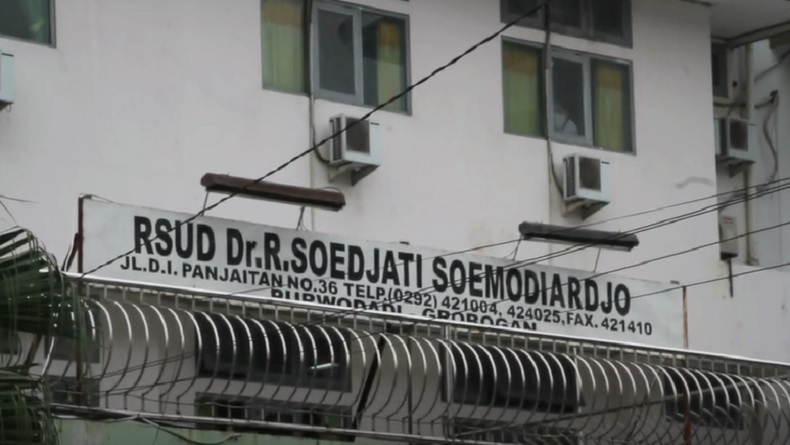 RSUD Dr.R.SOEDJATI SOEMODIARDJO
JL.D.I. PANJAITAN NO.36 TELP.(0292) 421004, 424025,FAX. 421410
PURWODADI - GROBOGAN